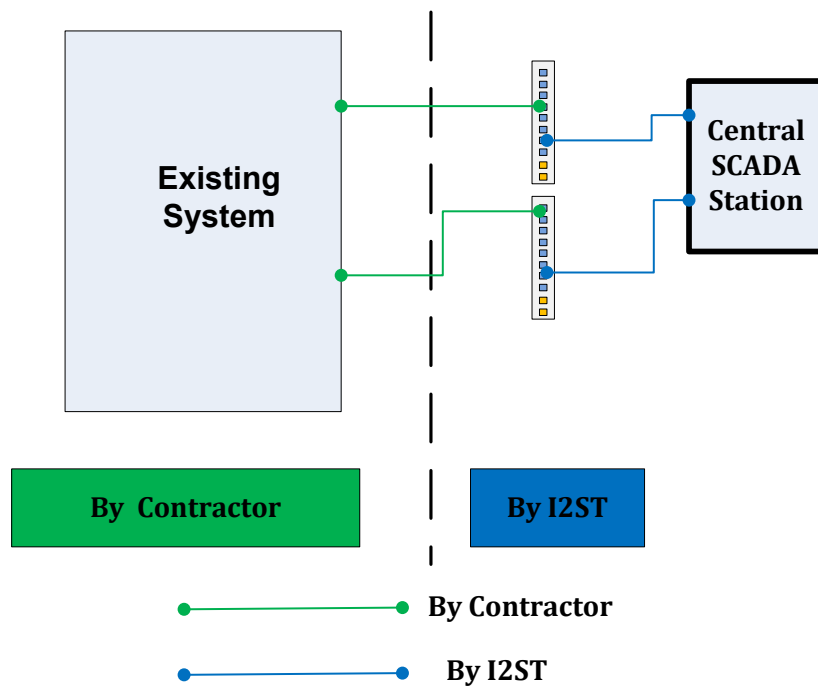 Existing
System
Central
SCADA
Station
By Contractor
By I2ST
By Contractor
By I2ST